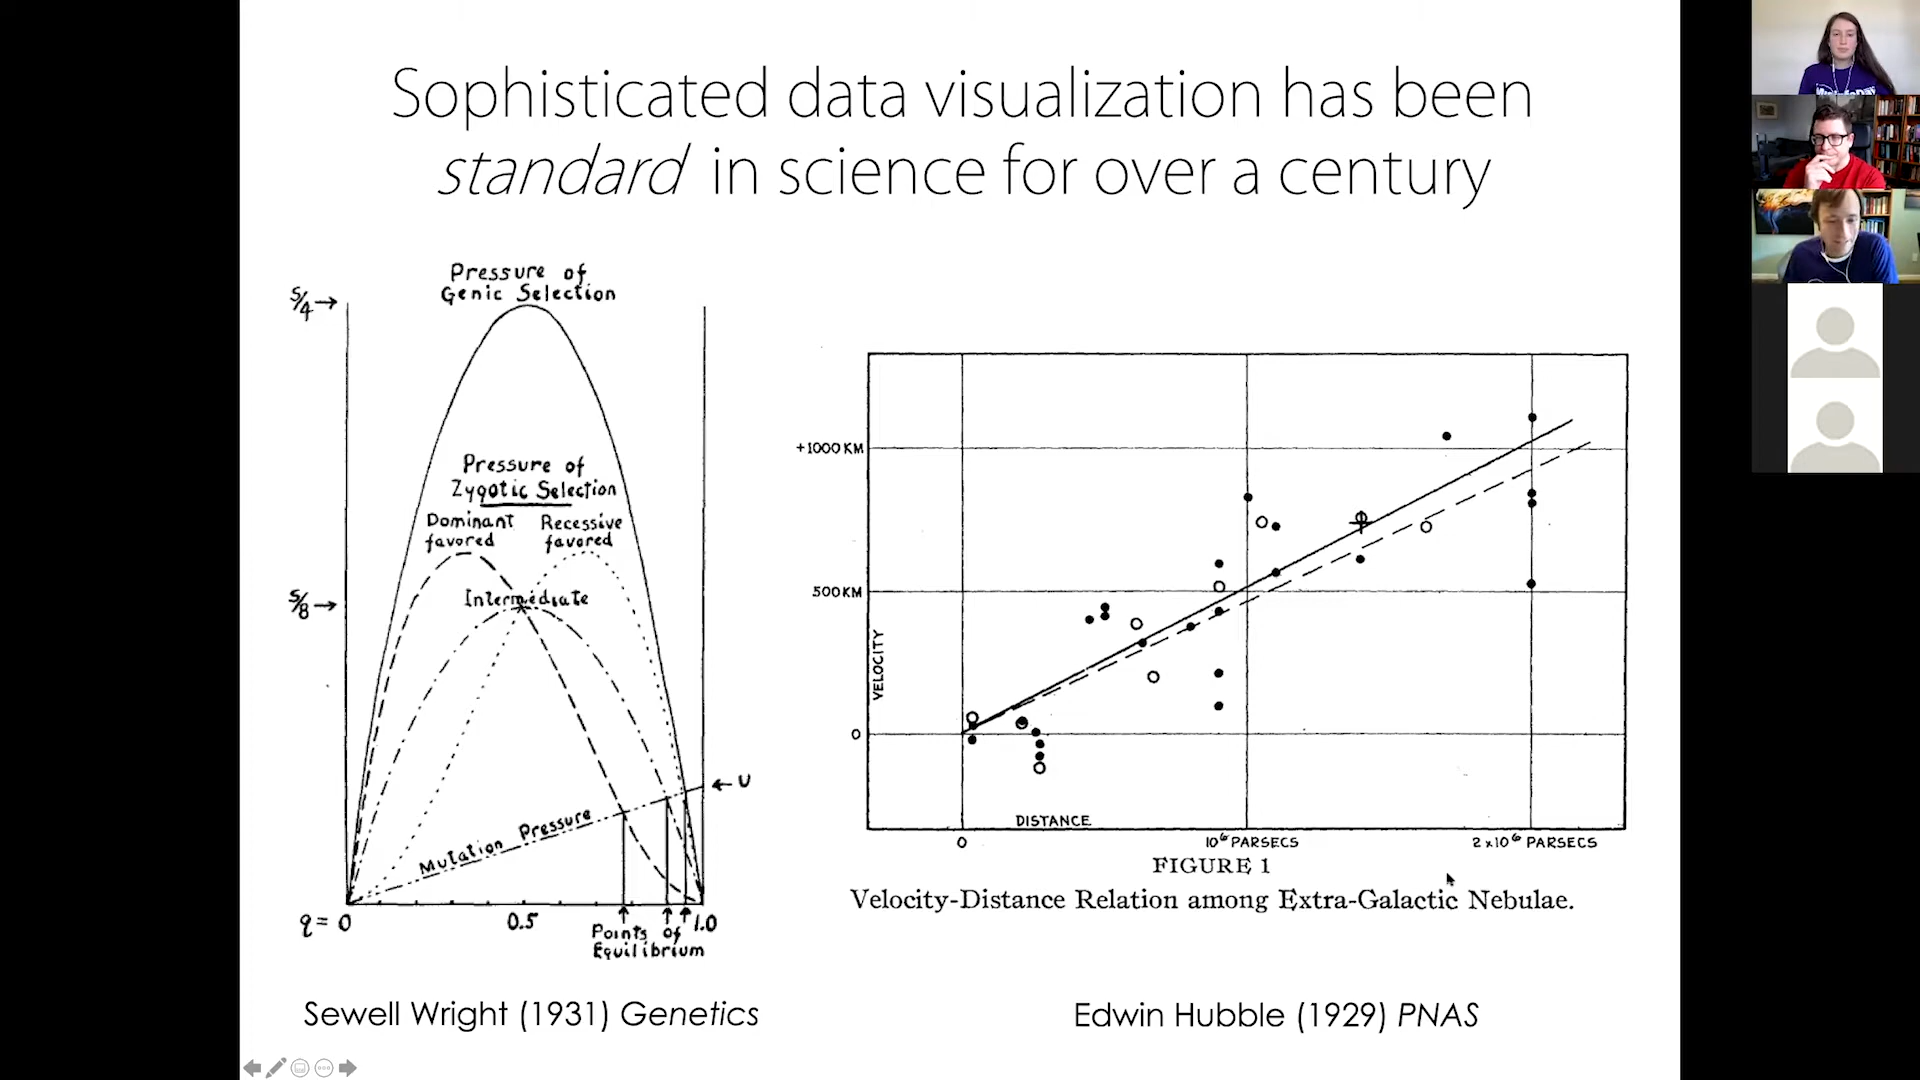 Sophisticated data visualization has been
standard in science for over a century
Pressure of
Genic Selection
S/4 →
Pressure of
Zygotic Selection
Dominant
favored
Recessive
favored
S/8 →
Intermediate
← U
Mutation Pressure
q = 0
0.5
1.0
Points of
Equilibrium
Sewell Wright (1931) Genetics
+1000 KM
500 KM
0
VELOCITY
DISTANCE
0
10⁶ PARSECS
2 x 10⁶ PARSECS
FIGURE 1
Velocity-Distance Relation among Extra-Galactic Nebulae.
Edwin Hubble (1929) PNAS